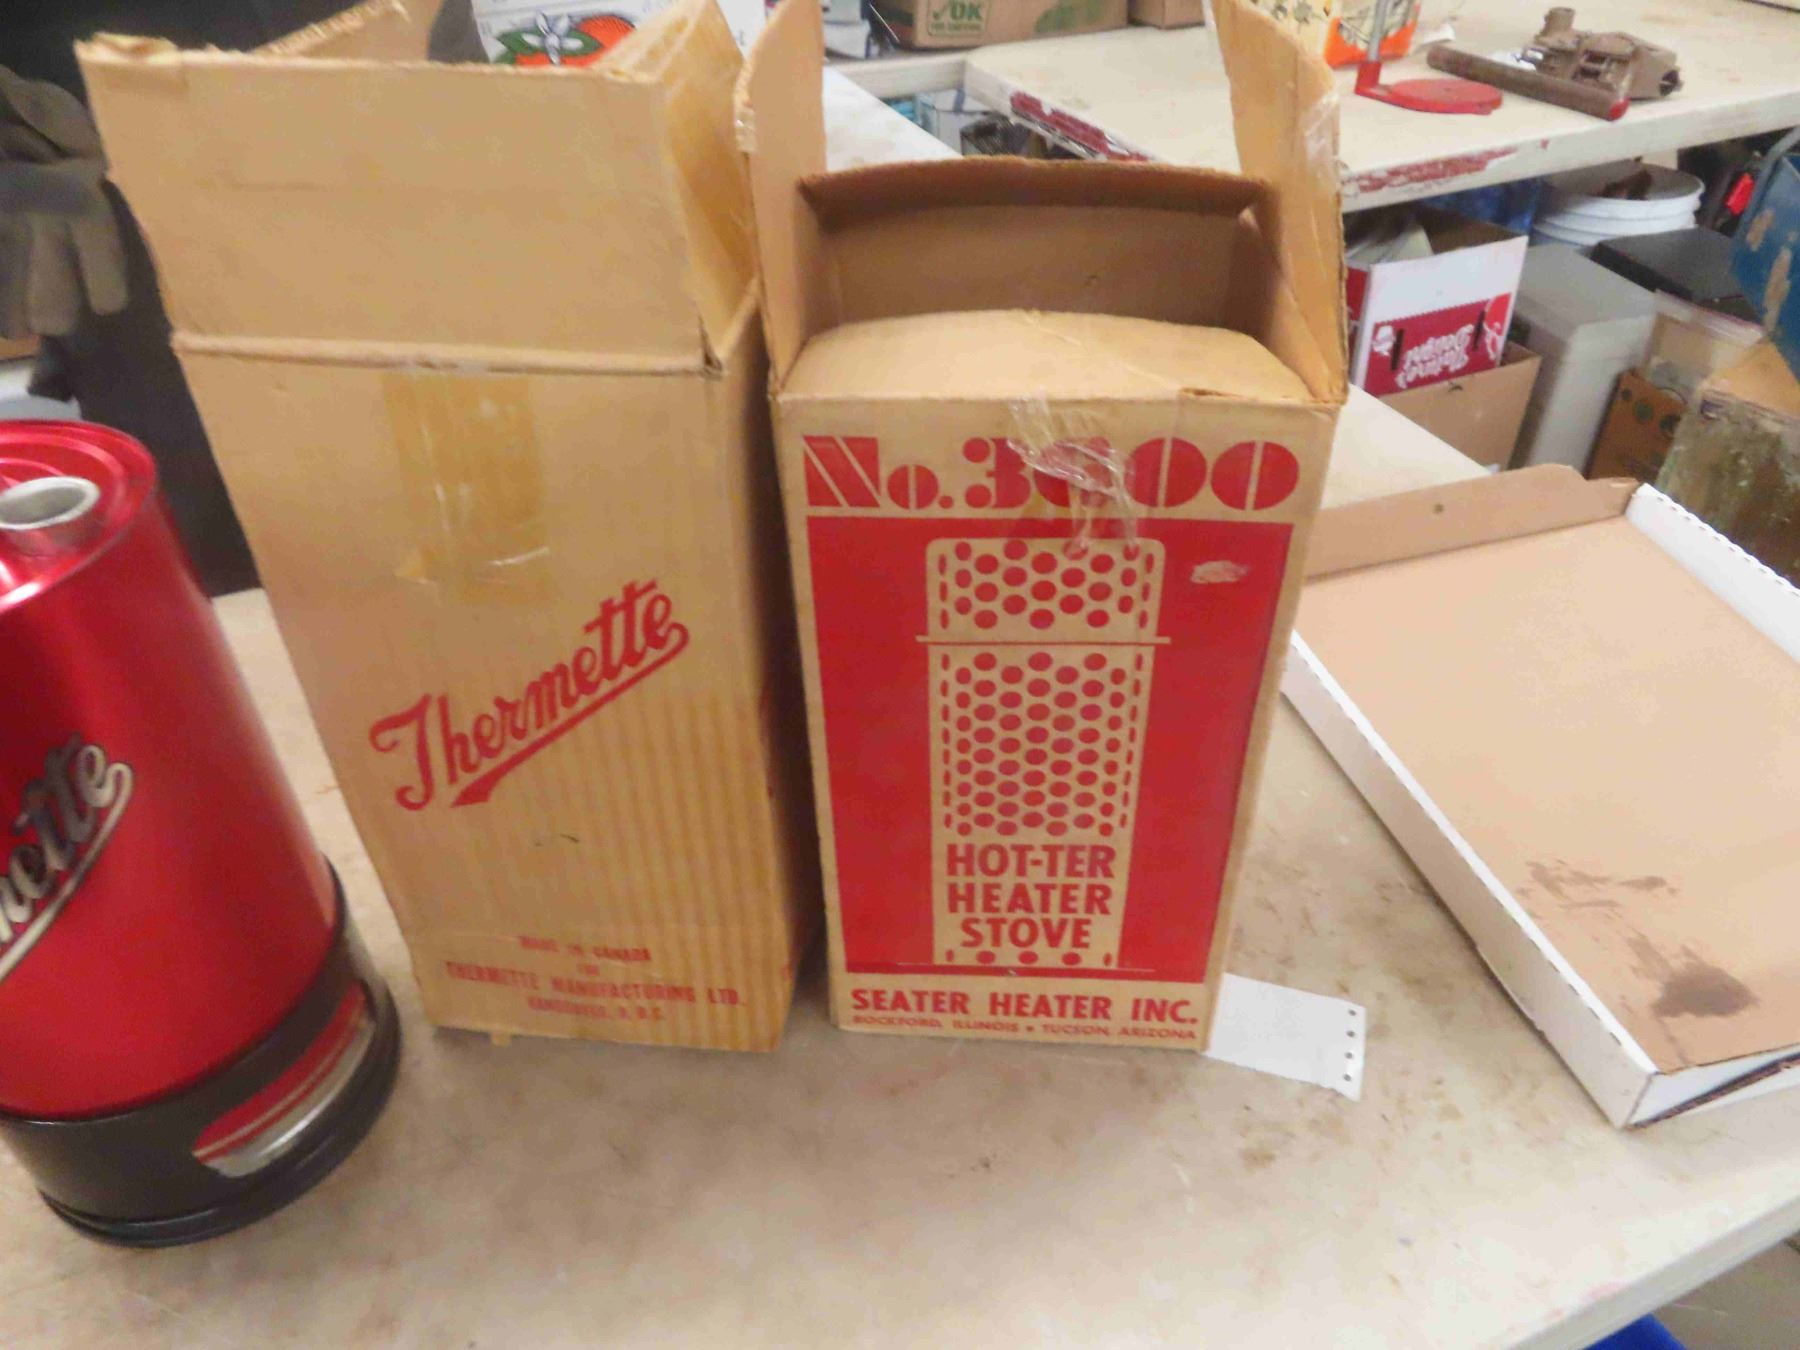 Thermette
MADE IN CANADA
THERMETTE MANUFACTURING LTD.
No. 3000
HOT-TER
HEATER
STOVE
SEATER HEATER INC.
ROCKFORD, ILLINOIS • TUCSON, ARIZONA
OK